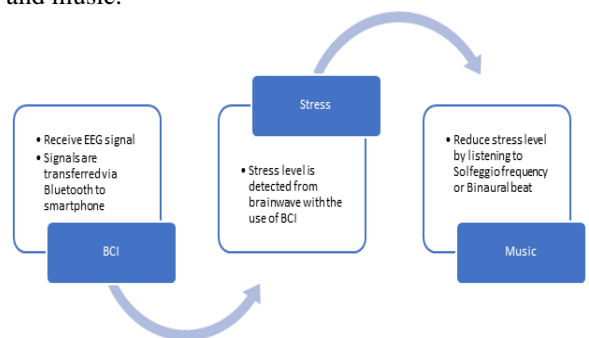 and music.
• Receive EEG signal
• Signals are
transferred via
Bluetooth to
smartphone
BCI
Stress
• Stress level is
detected from
brainwave with the
use of BCI
• Reduce stress level
by listening to
Solfeggio frequency
or Binaural beat
Music